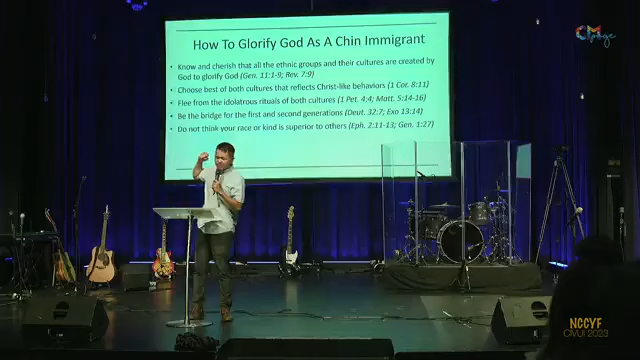 How To Glorify God As A Chin Immigrant
• Know and cherish that all the ethnic groups and their cultures are created by
God to glorify God (Gen. 11:1-9; Rev. 7:9)
• Choose best of both cultures that reflects Christ-like behaviors (1 Cor. 8:11)
• Flee from the idolatrous rituals of both cultures (1 Pet. 4:4; Matt. 5:14-16)
• Be the bridge for the first and second generations (Deut. 32:7; Exo 13:14)
• Do not think your race or kind is superior to others (Eph. 2:11-13; Gen. 1:27)
CM
NCCYF
CMUI 2023